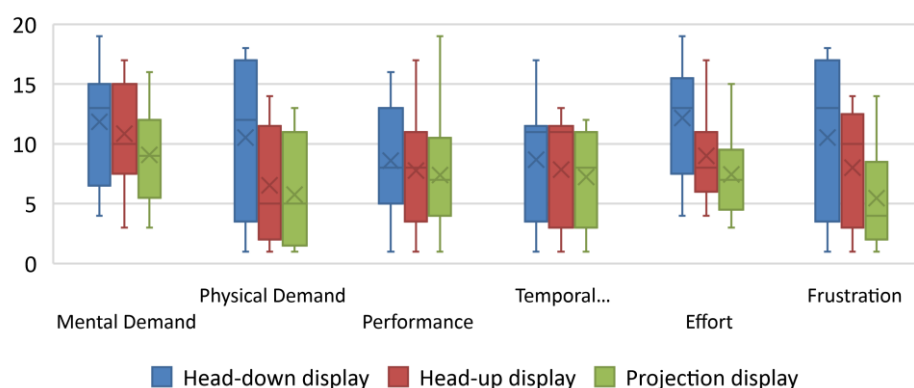 20
15
10
5
0
Physical Demand Temporal... Frustration
Mental Demand Performance Effort
Head-down display Head-up display Projection display